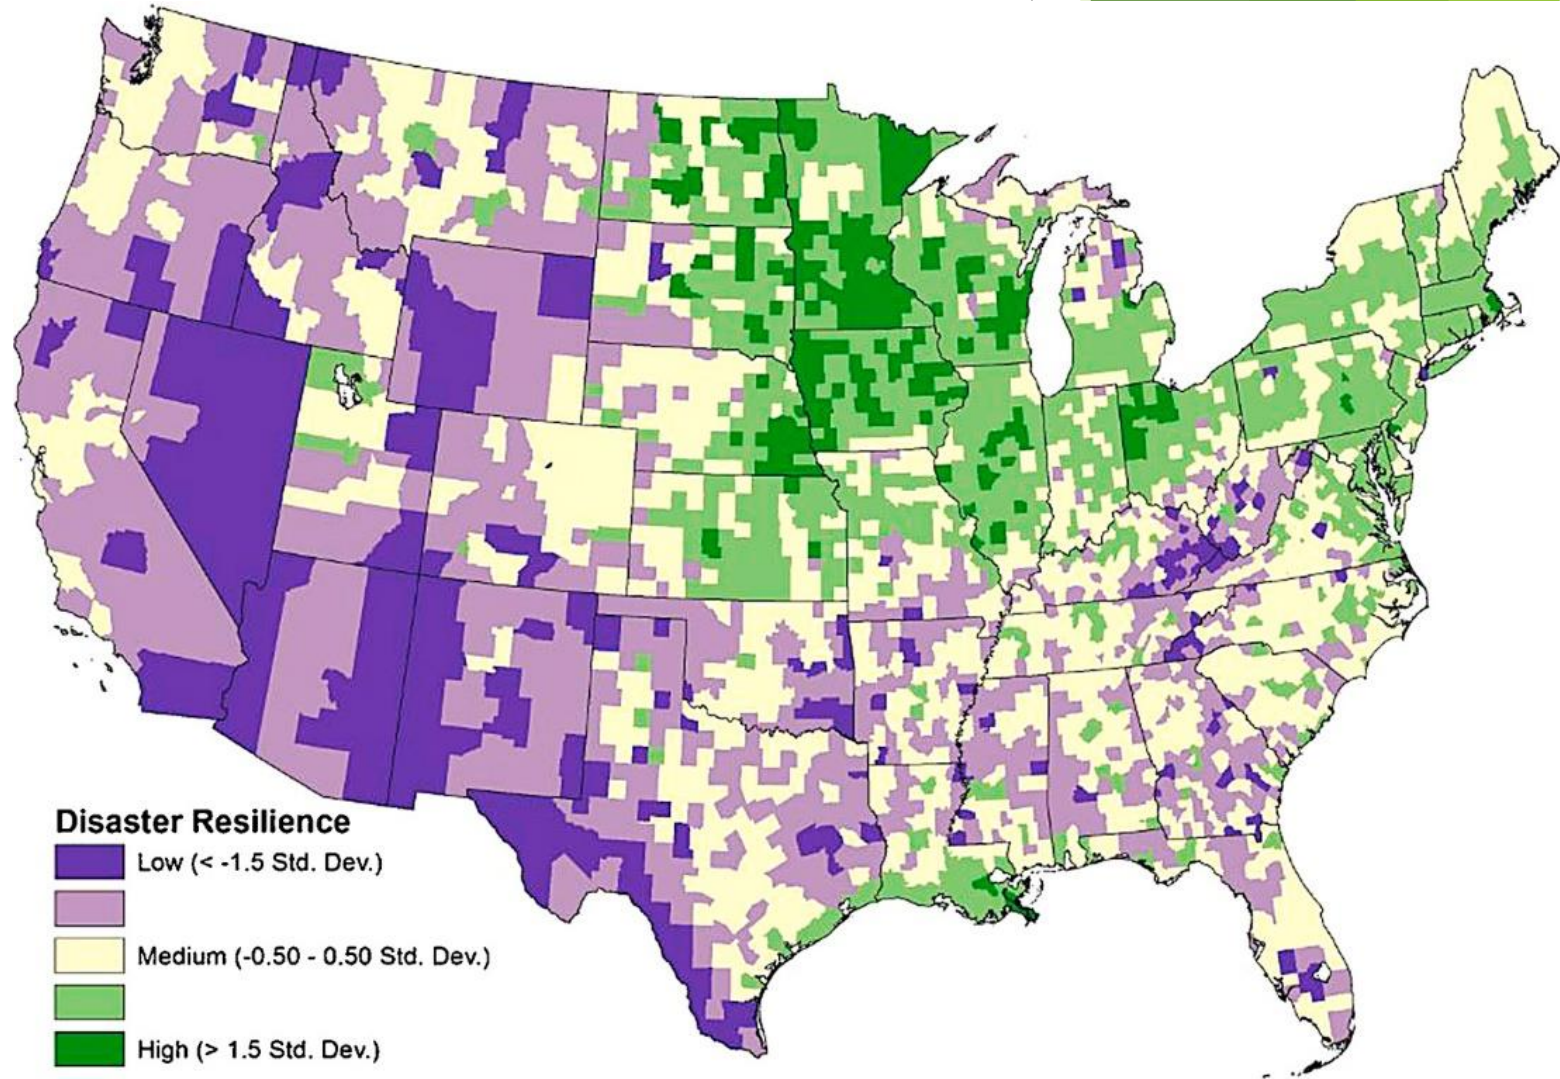 Disaster Resilience
Low (< -1.5 Std. Dev.)
Medium (-0.50 - 0.50 Std. Dev.)
High (> 1.5 Std. Dev.)